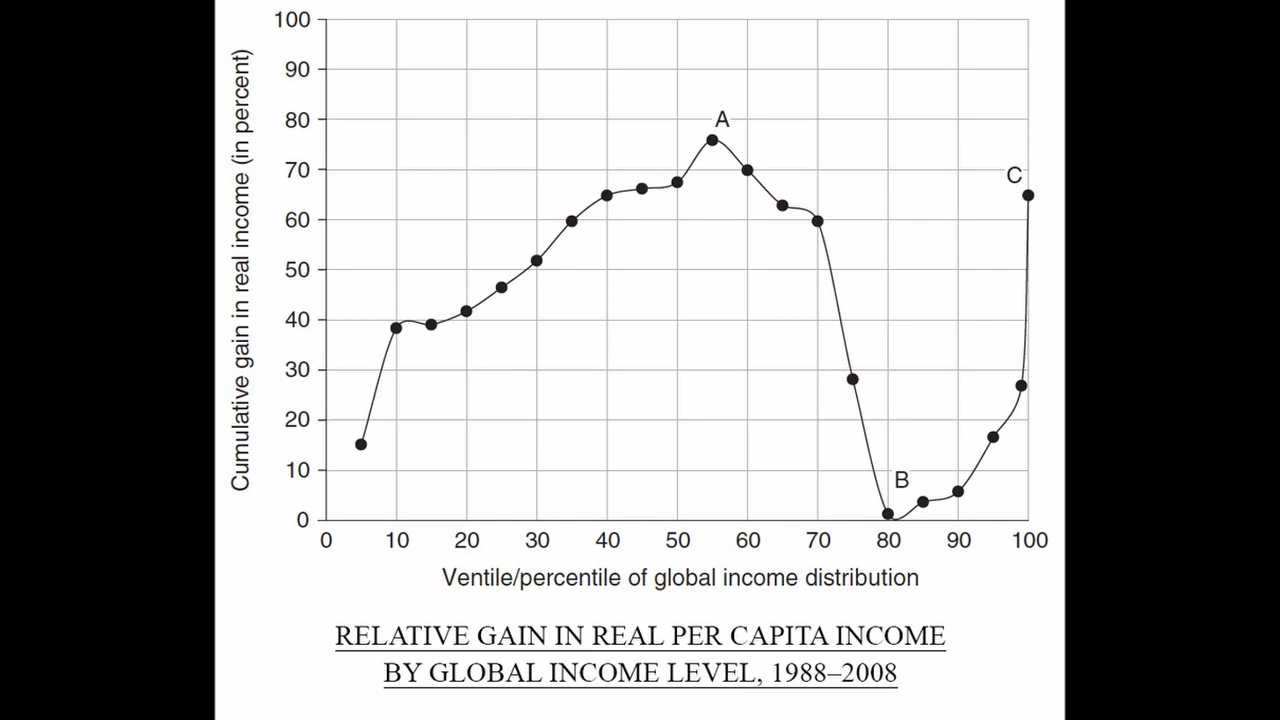 100
90
80
70
60
50
40
30
20
10
0
Cumulative gain in real income (in percent)
A
B
C
0 10 20 30 40 50 60 70 80 90 100
Ventile/percentile of global income distribution
RELATIVE GAIN IN REAL PER CAPITA INCOME
BY GLOBAL INCOME LEVEL, 1988–2008